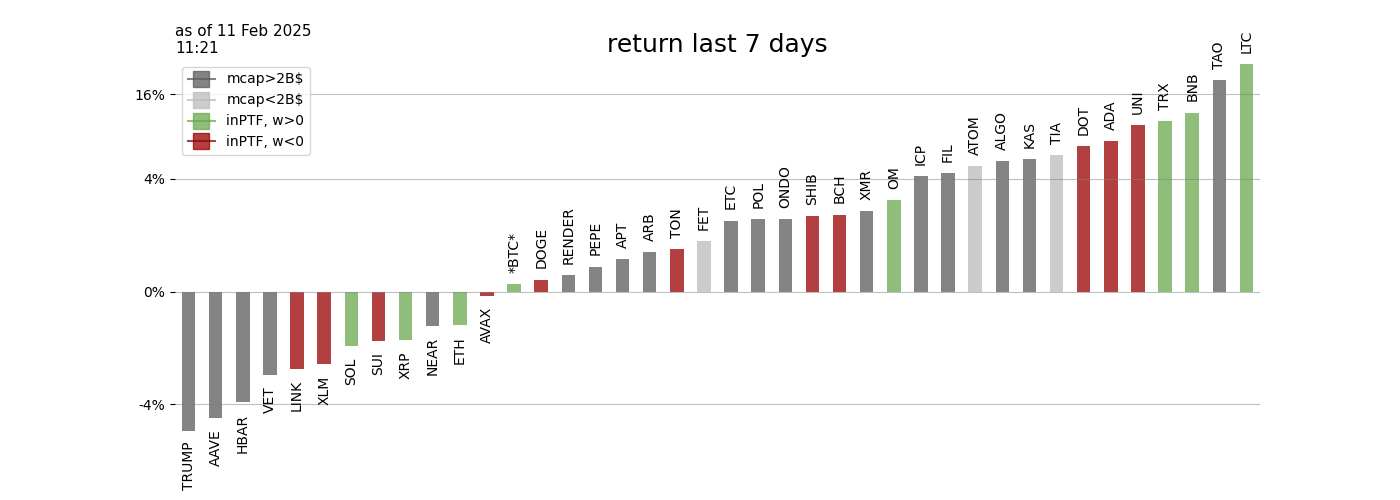 as of 11 Feb 2025
11:21
return last 7 days
mcap>2B$
mcap<2B$
inPTF, w>0
inPTF, w<0
16%
4%
0%
-4%
TRUMP
AAVE
HBAR
VET
LINK
XLM
SOL
SUI
XRP
NEAR
ETH
AVAX
*BTC*
DOGE
RENDER
PEPE
APT
ARB
TON
FET
ETC
POL
ONDO
SHIB
BCH
XMR
OM
ICP
FIL
ATOM
ALGO
KAS
TIA
DOT
ADA
UNI
TRX
BNB
TAO
LTC